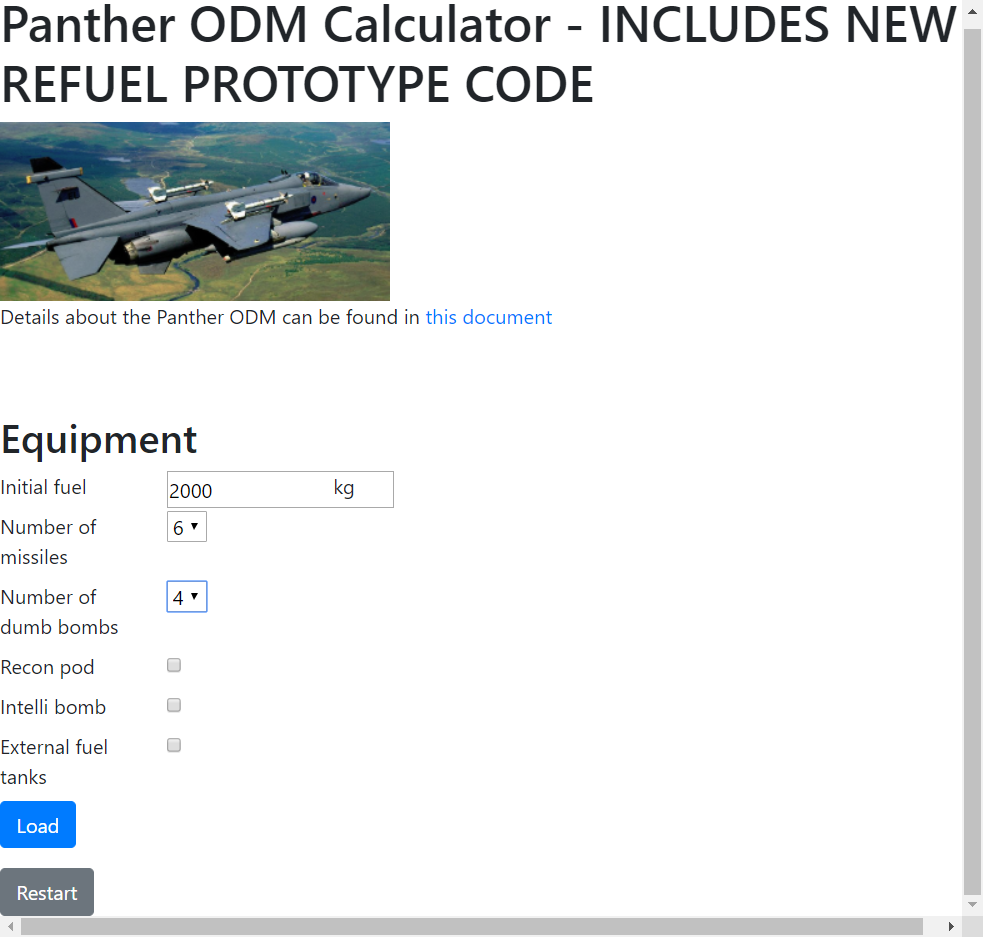 Panther ODM Calculator - INCLUDES NEW
REFUEL PROTOTYPE CODE
Details about the Panther ODM can be found in this document
Equipment
Initial fuel 2000 kg
Number of 6
missiles
Number of 4
dumb bombs
Recon pod
Intelli bomb
External fuel
tanks
Load
Restart